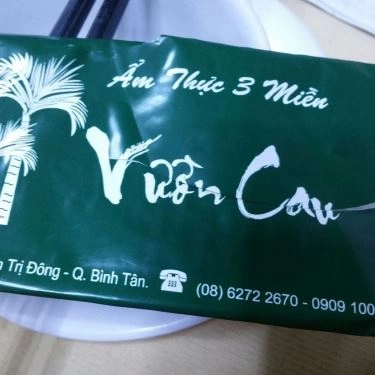 Ẩm Thực 3 Miền
Vườn Cau
Trị Đông - Q. Bình Tân.
(08) 6272 2670 - 0909 100